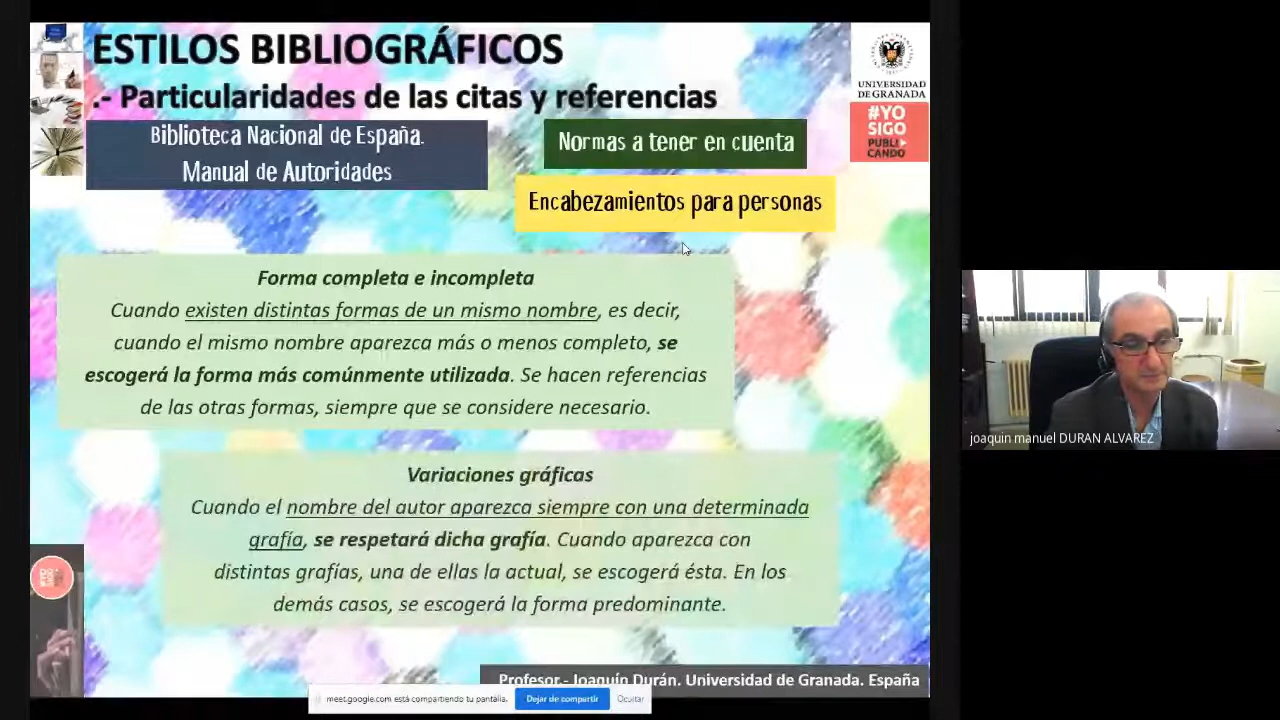 ESTILOS BIBLIOGRÁFICOS
.- Particularidades de las citas y referencias
Biblioteca Nacional de España.
Manual de Autoridades
Normas a tener en cuenta
Encabezamientos para personas
UNIVERSIDAD
DE GRANADA
#YO
SIGO
PUBLI
CANDO
Forma completa e incompleta
Cuando existen distintas formas de un mismo nombre, es decir,
cuando el mismo nombre aparezca más o menos completo, se
escogerá la forma más comúnmente utilizada. Se hacen referencias
de las otras formas, siempre que se considere necesario.
Variaciones gráficas
Cuando el nombre del autor aparezca siempre con una determinada
grafía, se respetará dicha grafía. Cuando aparezca con
distintas grafías, una de ellas la actual, se escogerá ésta. En los
demás casos, se escogerá la forma predominante.
joaquin manuel DURAN ALVAREZ
Profesor.- Joaquín Durán. Universidad de Granada. España
meet.google.com está compartiendo tu pantalla.
Dejar de compartir
Ocultar